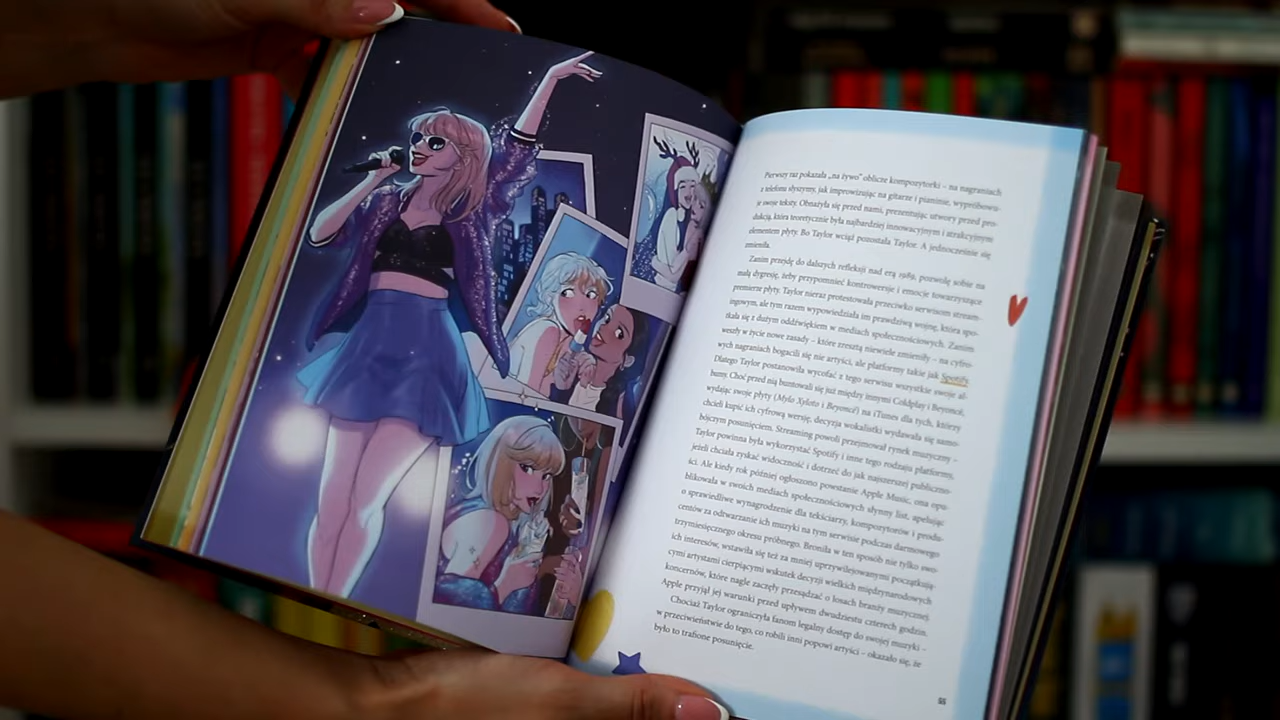 Pierwszy raz pokazała „na żywo" oblicze kompozytorki – na nagraniach
z telefonu słyszymy, jak improwizując na gitarze i pianinie, wypróbowu-
je swoje teksty. Obnażyła się przed nami, prezentując utwory przed pro-
dukcją, która teoretycznie była najbardziej innowacyjnym i atrakcyjnym
elementem płyty. Bo Taylor wciąż pozostała Taylor. A jednocześnie się
zmieniła.
Zanim przejdę do dalszych refleksji nad erą 1989, pozwolę sobie na
małą dygresję, żeby przypomnieć kontrowersje i emocje towarzyszące
premierze płyty. Taylor nieraz protestowała przeciwko serwisom stream-
ingowym, ale tym razem wypowiedziała im prawdziwą wojnę, która spo-
tkała się z dużym oddźwiękiem w mediach społecznościowych. Zanim
weszły w życie nowe zasady – które zresztą niewiele zmieniły – na cyfro-
wych nagraniach bogacili się nie artyści, ale platformy takie jak Spotify.
Dlatego Taylor postanowiła wycofać z tego serwisu wszystkie swoje al-
bumy. Choć przed nią buntowali się już między innymi Coldplay i Beyoncé,
wydając swoje płyty (Mylo Xyloto i Beyoncé) na iTunes dla tych, którzy
chcieli kupić ich cyfrową wersję, decyzja wokalistki wydawała się samo-
bójczym posunięciem. Streaming powoli przejmował rynek muzyczny –
Taylor powinna była wykorzystać Spotify i inne tego rodzaju platformy,
jeżeli chciała zyskać widoczność i dotrzeć do jak najszerszej publiczno-
ści. Ale kiedy rok później ogłoszono powstanie Apple Music, ona opu-
blikowała w swoich mediach społecznościowych słynny list, apelując
o sprawiedliwe wynagrodzenie dla tekściarzy, kompozytorów i produ-
centów za odtwarzanie ich muzyki na tym serwisie podczas darmowego
trzymiesięcznego okresu próbnego. Broniła w ten sposób nie tylko swo-
ich interesów, wstawiła się też za mniej uprzywilejowanymi początkują-
cymi artystami cierpiącymi wskutek decyzji wielkich międzynarodowych
koncernów, które nagle zaczęły przesądzać o losach branży muzycznej.
Apple przyjął jej warunki przed upływem dwudziestu czterech godzin.
Chociaż Taylor ograniczyła fanom legalny dostęp do swojej muzyki –
w przeciwieństwie do tego, co robili inni popowi artyści – okazało się, że
było to trafione posunięcie.
55